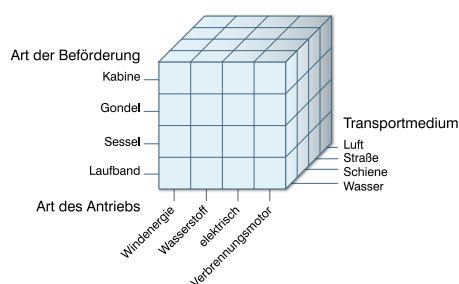 Art der Beförderung
Kabine
Gondel
Sessel
Laufband
Transportmedium
Luft
Straße
Schiene
Wasser
Art des Antriebs
Windenergie
Wasserstoff
elektrisch
Verbrennungsmotor